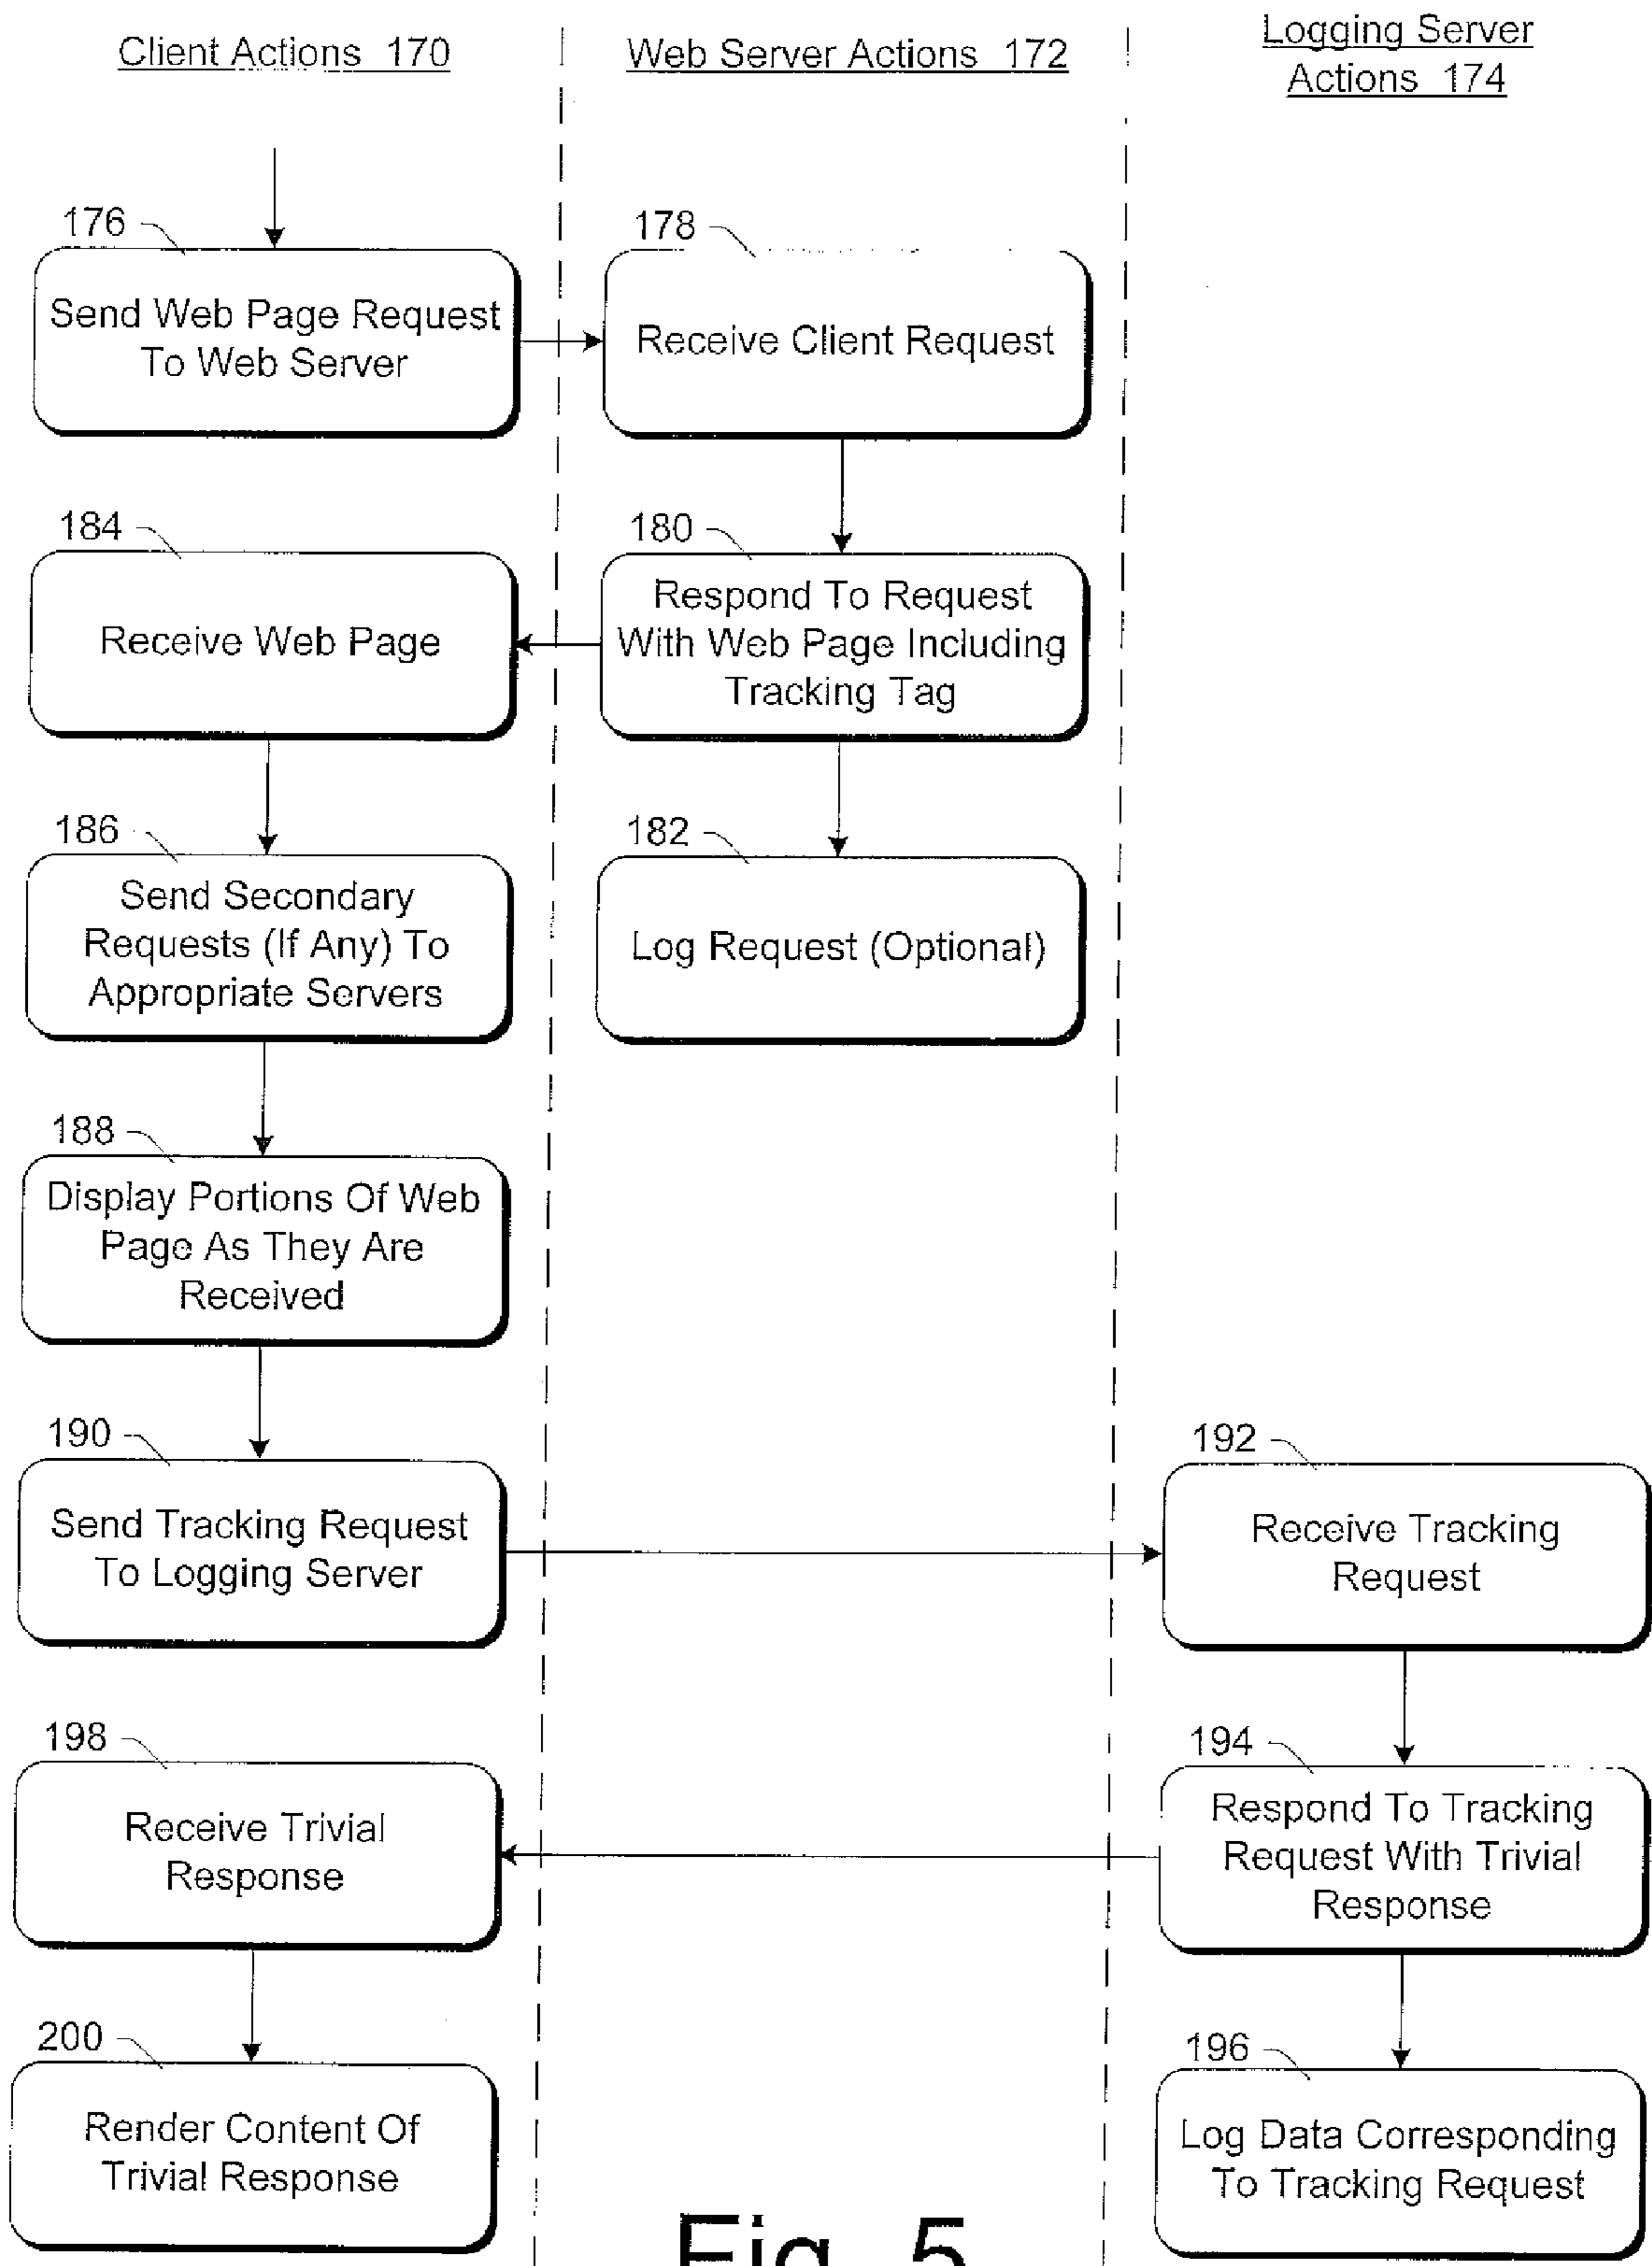 Client Actions 170
Web Server Actions 172
Logging Server
Actions 174
176
Send Web Page Request
To Web Server
178
Receive Client Request
184
Receive Web Page
180
Respond To Request
With Web Page Including
Tracking Tag
186
Send Secondary
Requests (If Any) To
Appropriate Servers
182
Log Request (Optional)
188
Display Portions Of Web
Page As They Are
Received
190
Send Tracking Request
To Logging Server
192
Receive Tracking
Request
198
Receive Trivial
Response
194
Respond To Tracking
Request With Trivial
Response
200
Render Content Of
Trivial Response
196
Log Data Corresponding
To Tracking Request
Fig. 5